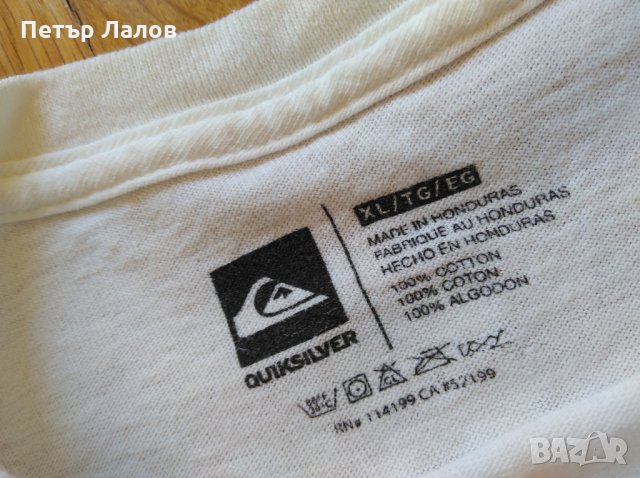 Петър Лалов
XL/TG/EG
MADE IN HONDURAS
FABRIQUE AU HONDURAS
HECHO EN HONDURAS
100% COTTON
100% COTON
100% ALGODON
QUIKSILVER
RN# 114199 CA #52199
BAZAR